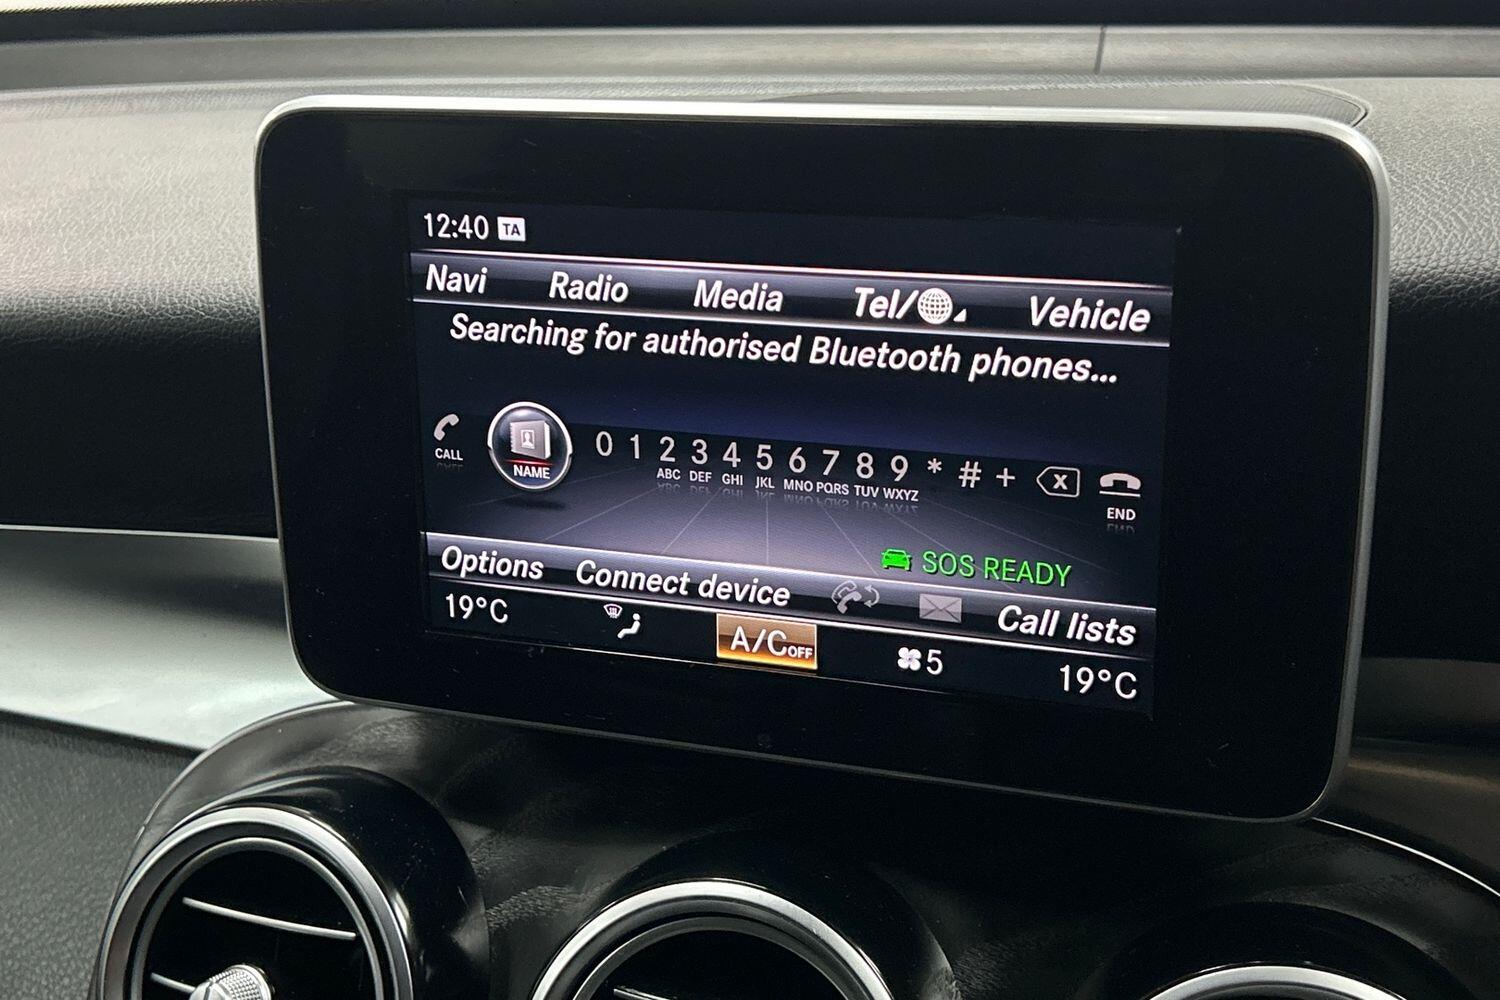 12:40 TA
Navi Radio Media Tel/ Vehicle
Searching for authorised Bluetooth phones...
CALL NAME 0 1 2 3 4 5 6 7 8 9 * # + X END
ABC DEF GHI JKL MNO PQRS TUV WXYZ
SOS READY
Options Connect device Call lists
19°C A/C OFF 5 19°C